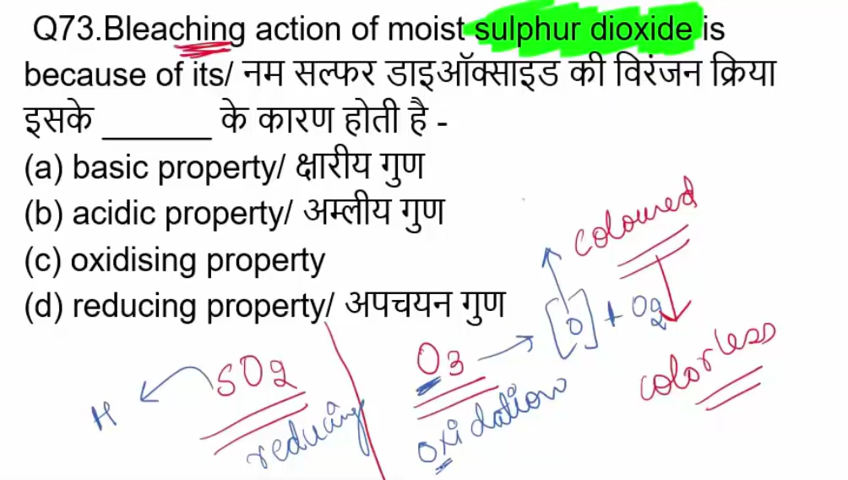 Q73.Bleaching action of moist sulphur dioxide is
because of its/ नम सल्फर डाइऑक्साइड की विरंजन क्रिया
इसके ______ के कारण होती है -
(a) basic property/ क्षारीय गुण
(b) acidic property/ अम्लीय गुण
(c) oxidising property
(d) reducing property/ अपचयन गुण
coloured
[O] + O2
colorless
O3
SO2
H
reducing
oxidation